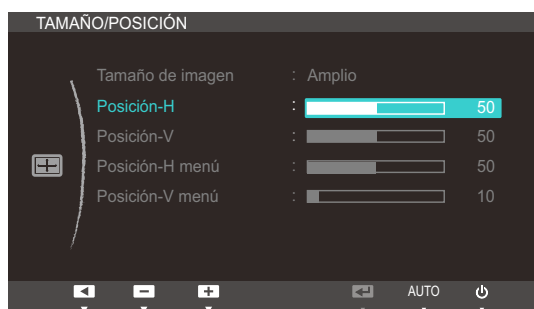 TAMAÑO/POSICIÓN
Tamaño de imagen : Amplio
Posición-H : 50
Posición-V : 50
Posición-H menú : 50
Posición-V menú : 10
AUTO